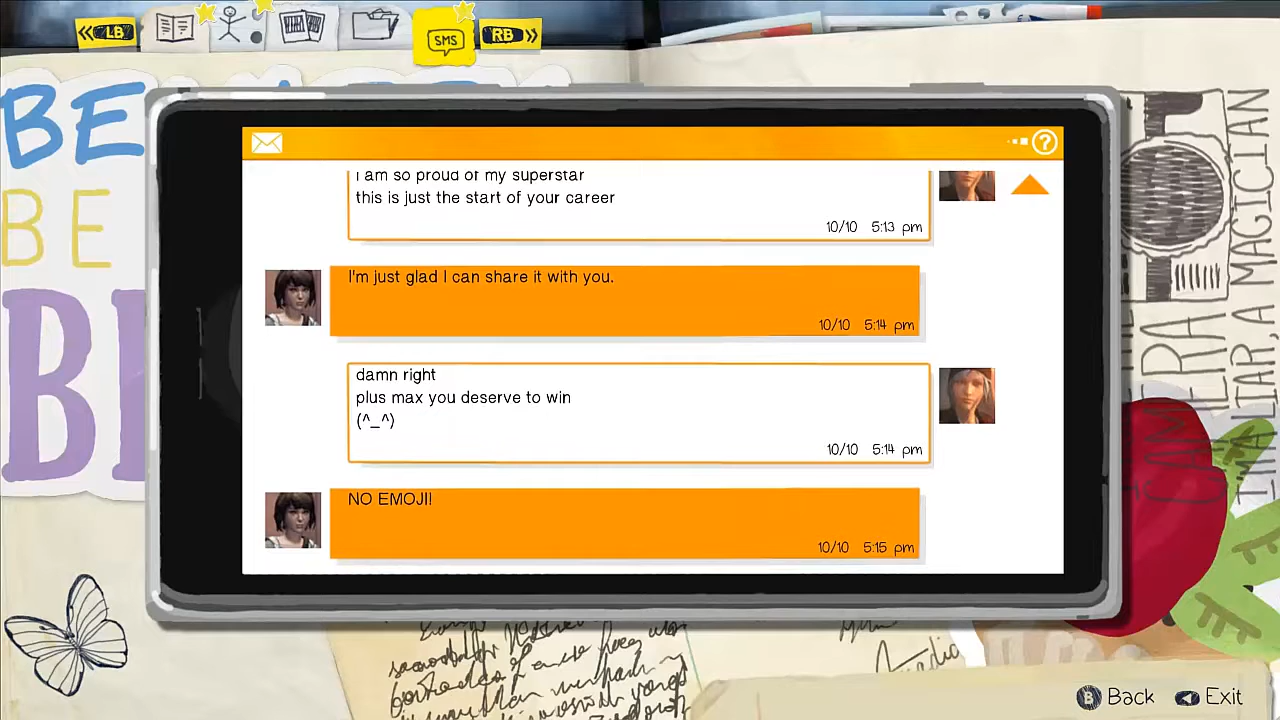 LB
SMS
RB
I am so proud of my superstar
this is just the start of your career
10/10 5:13 pm
I'm just glad I can share it with you.
10/10 5:14 pm
damn right
plus max you deserve to win
(^_^)
10/10 5:14 pm
NO EMOJI!
10/10 5:15 pm
BE
BE
I'M A LIAR, A MAGICIAN
B Back
Exit